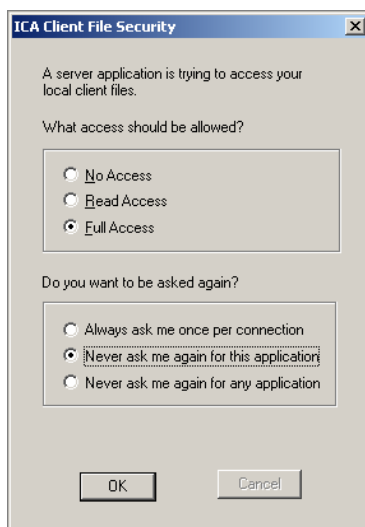 ICA Client File Security
A server application is trying to access your
local client files.
What access should be allowed?
No Access
Read Access
Full Access
Do you want to be asked again?
Always ask me once per connection
Never ask me again for this application
Never ask me again for any application
OK
Cancel